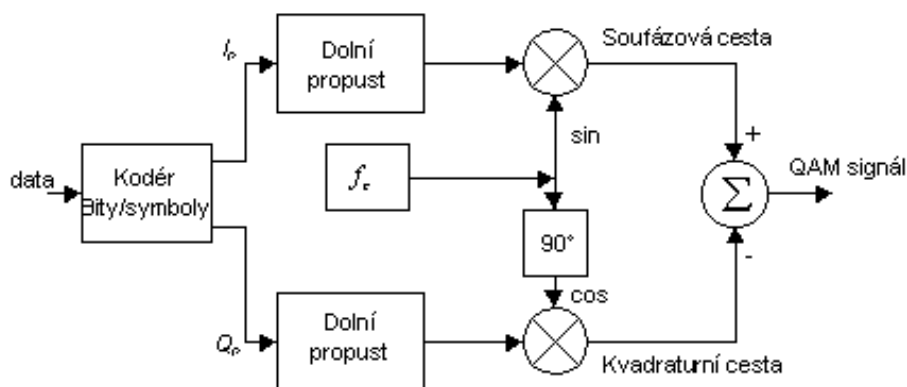 Dolní
propust
Soufázová cesta
I
sin
+
data
Kodér
Bity/symboly
f
QAM signál
Σ
90°
-
cos
Q
Dolní
propust
Kvadraturní cesta